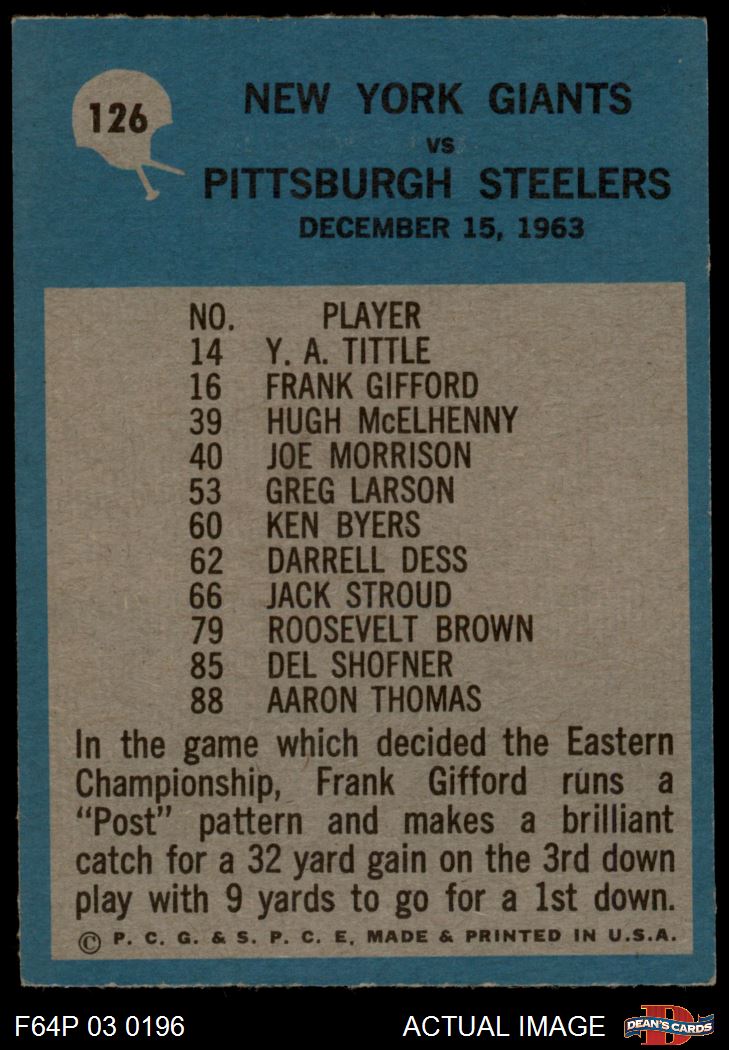 126
NEW YORK GIANTS
VS
PITTSBURGH STEELERS
DECEMBER 15, 1963
NO. PLAYER
14 Y. A. TITTLE
16 FRANK GIFFORD
39 HUGH McELHENNY
40 JOE MORRISON
53 GREG LARSON
60 KEN BYERS
62 DARRELL DESS
66 JACK STROUD
79 ROOSEVELT BROWN
85 DEL SHOFNER
88 AARON THOMAS
In the game which decided the Eastern
Championship, Frank Gifford runs a
“Post” pattern and makes a brilliant
catch for a 32 yard gain on the 3rd down
play with 9 yards to go for a 1st down.
© P. C. G. & S. P. C. E. MADE & PRINTED IN U.S.A.
F64P 03 0196 ACTUAL IMAGE D DEAN'S CARDS